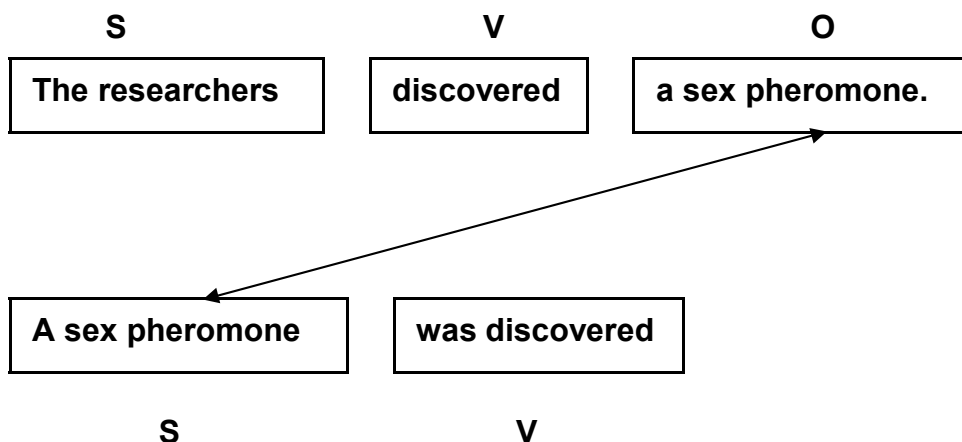 S V O
The researchers discovered a sex pheromone.
A sex pheromone was discovered
S V